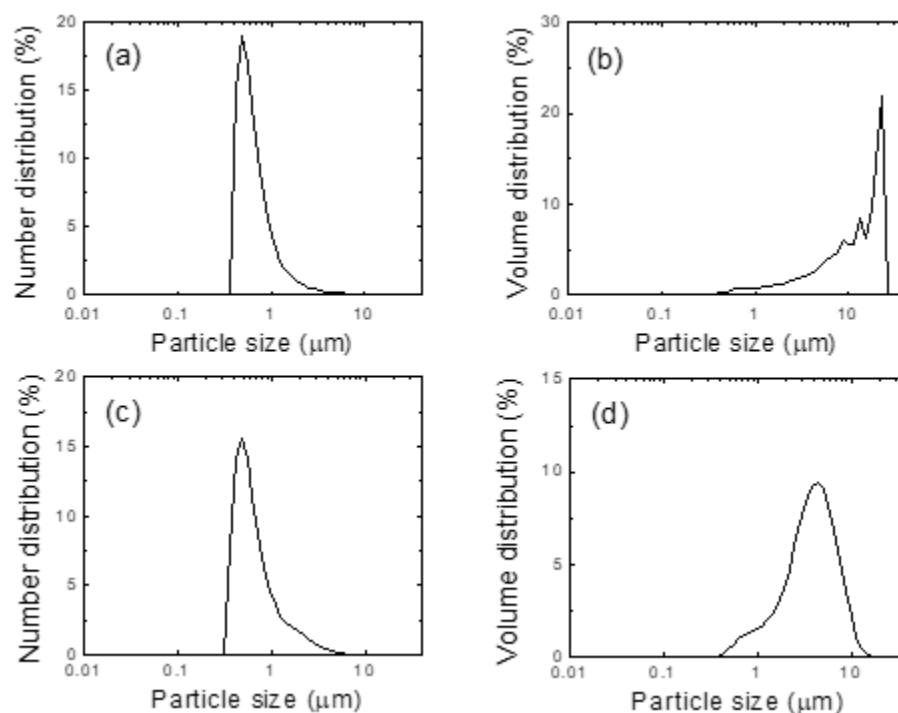 (a)
Number distribution (%)
20
15
10
5
0
0.01 0.1 1 10
Particle size (μm)
(b)
Volume distribution (%)
30
20
10
0
0.01 0.1 1 10
Particle size (μm)
(c)
Number distribution (%)
20
15
10
5
0
0.01 0.1 1 10
Particle size (μm)
(d)
Volume distribution (%)
15
10
5
0
0.01 0.1 1 10
Particle size (μm)